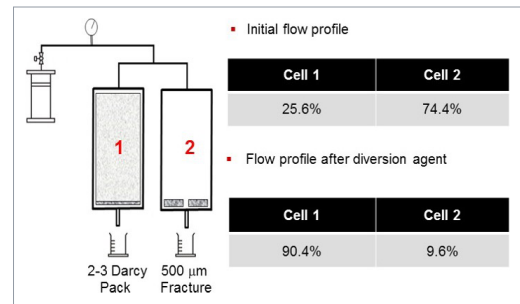 Initial flow profile
Cell 1 Cell 2
25.6% 74.4%
Flow profile after diversion agent
Cell 1 Cell 2
90.4% 9.6%
1 2
2-3 Darcy
Pack
500 μm
Fracture